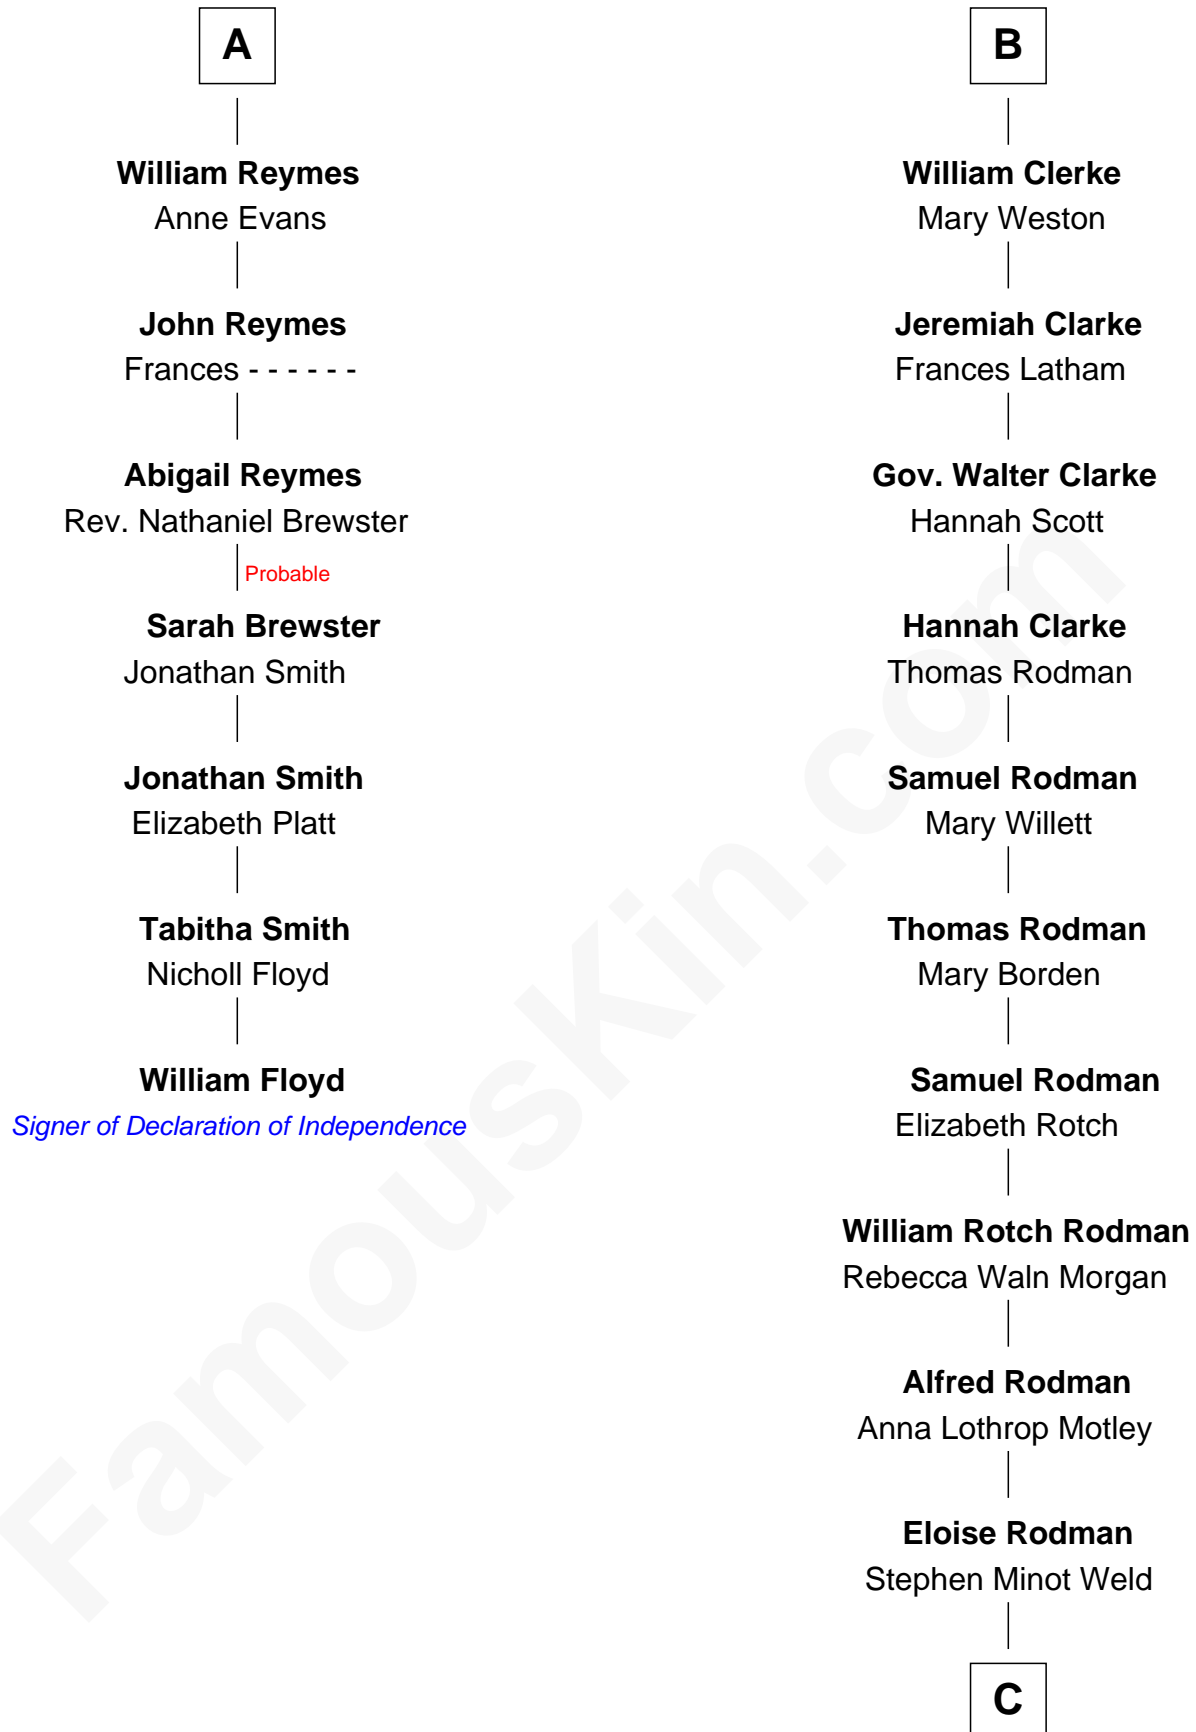 A
William Reymes
Anne Evans
John Reymes
Frances - - - - - -
Abigail Reymes
Rev. Nathaniel Brewster
Probable
Sarah Brewster
Jonathan Smith
Jonathan Smith
Elizabeth Platt
Tabitha Smith
Nicholl Floyd
William Floyd
Signer of Declaration of Independence
B
William Clerke
Mary Weston
Jeremiah Clarke
Frances Latham
Gov. Walter Clarke
Hannah Scott
Hannah Clarke
Thomas Rodman
Samuel Rodman
Mary Willett
Thomas Rodman
Mary Borden
Samuel Rodman
Elizabeth Rotch
William Rotch Rodman
Rebecca Waln Morgan
Alfred Rodman
Anna Lothrop Motley
Eloise Rodman
Stephen Minot Weld
C
FamousKin.com